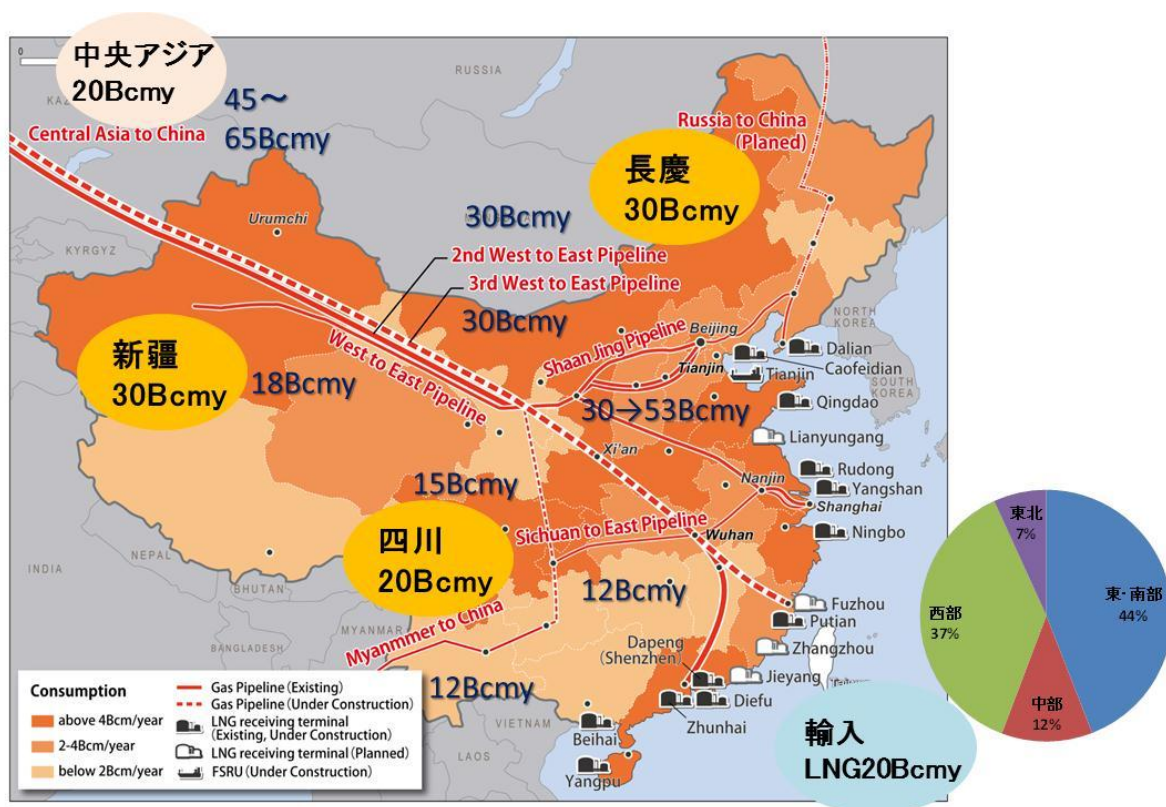 0
中央アジア
20Bcmy
RUSSIA
45~
65Bcmy
Central Asia to China
Russia to China
(Planed)
長慶
30Bcmy
30Bcmy
Urumchi
KYRGYZ
2nd West to East Pipeline
3rd West to East Pipeline
30Bcmy
新疆
30Bcmy
18Bcmy
West to East Pipeline
Shaan Jing Pipeline
Beijing
NORTH
KOREA
Dalian
Caofeidian
Tianjin
Tianjin
SOUTH
KOREA
30→53Bcmy
Qingdao
Lianyungang
Xi'an
Rudong
Nanjin
Yangshan
Shanghai
Ningbo
15Bcmy
四川
20Bcmy
Sichuan to East Pipeline
Wuhan
NEPAL
INDIA
BHUTAN
12Bcmy
MYANMAR
BANGLADESH
Myanmmer to China
Fuzhou
Putian
Zhangzhou
Dapeng
(Shenzhen)
Jieyang
Diefu
Zhunhai
12Bcmy
VIETNAM
LAOS
Beihai
Yangpu
輸入
LNG20Bcmy
Consumption
above 4Bcm/year
2-4Bcm/year
below 2Bcm/year
Gas Pipeline (Existing)
Gas Pipeline (Under Construction)
LNG receiving terminal
(Existing, Under Construction)
LNG receiving terminal (Planned)
FSRU (Under Construction)
東北
7%
東・南部
44%
西部
37%
中部
12%